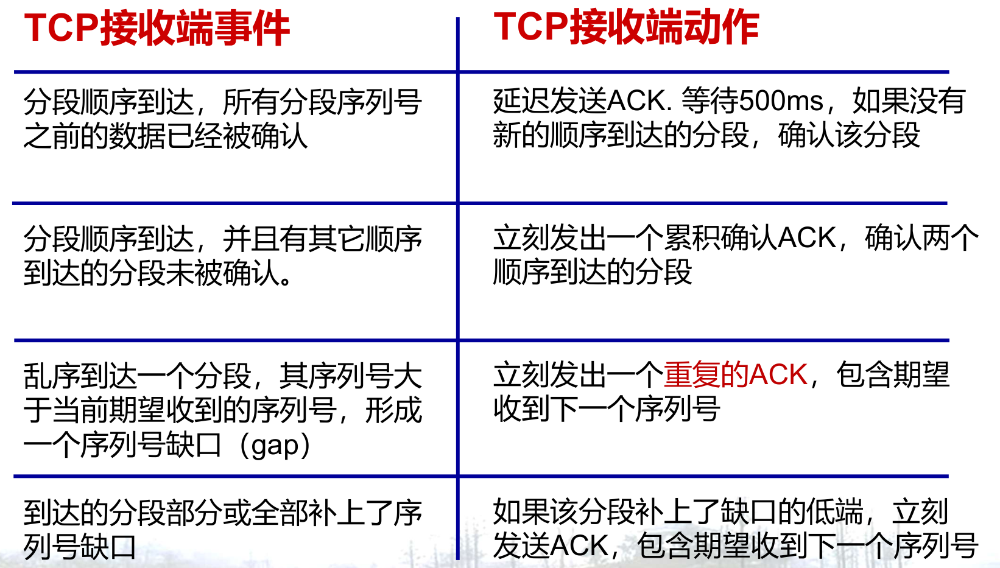 TCP接收端事件
TCP接收端动作
分段顺序到达，所有分段序列号
之前的数据已经被确认
延迟发送ACK. 等待500ms，如果没有
新的顺序到达的分段，确认该分段
分段顺序到达，并且有其它顺序
到达的分段未被确认。
立刻发出一个累积确认ACK，确认两个
顺序到达的分段
乱序到达一个分段，其序列号大
于当前期望收到的序列号，形成
一个序列号缺口（gap）
立刻发出一个重复的ACK，包含期望
收到下一个序列号
到达的分段部分或全部补上了序
列号缺口
如果该分段补上了缺口的低端，立刻
发送ACK，包含期望收到下一个序列号